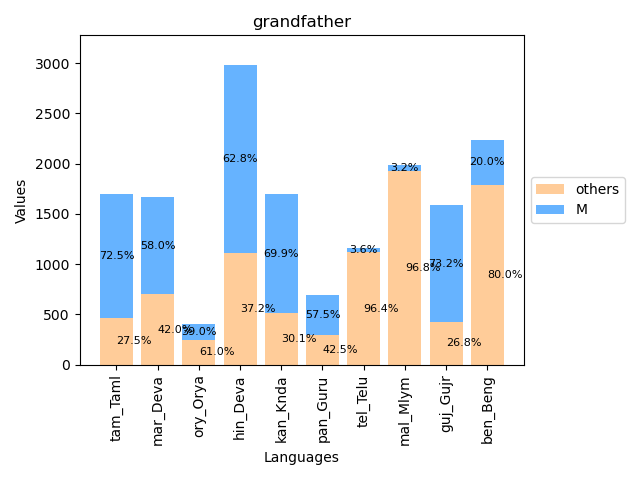 grandfather
3000
2500
2000
1500
1000
500
0
Values
72.5%
58.0%
39.0%
62.8%
69.9%
57.5%
3.6%
3.2%
73.2%
20.0%
27.5%
42.0%
61.0%
37.2%
30.1%
42.5%
96.4%
96.8%
26.8%
80.0%
others
M
tam_Taml
mar_Deva
ory_Orya
hin_Deva
kan_Knda
pan_Guru
tel_Telu
mal_Mlym
guj_Gujr
ben_Beng
Languages